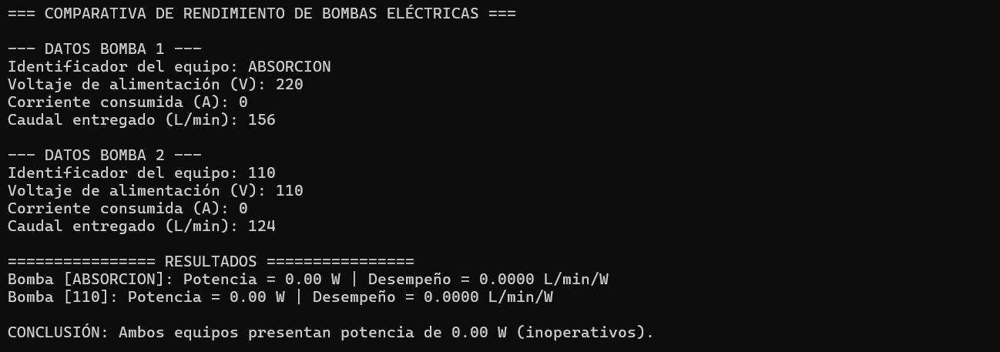 === COMPARATIVA DE RENDIMIENTO DE BOMBAS ELÉCTRICAS ===
--- DATOS BOMBA 1 ---
Identificador del equipo: ABSORCION
Voltaje de alimentación (V): 220
Corriente consumida (A): 0
Caudal entregado (L/min): 156
--- DATOS BOMBA 2 ---
Identificador del equipo: 110
Voltaje de alimentación (V): 110
Corriente consumida (A): 0
Caudal entregado (L/min): 124
================ RESULTADOS ================
Bomba [ABSORCION]: Potencia = 0.00 W | Desempeño = 0.0000 L/min/W
Bomba [110]: Potencia = 0.00 W | Desempeño = 0.0000 L/min/W
CONCLUSIÓN: Ambos equipos presentan potencia de 0.00 W (inoperativos).